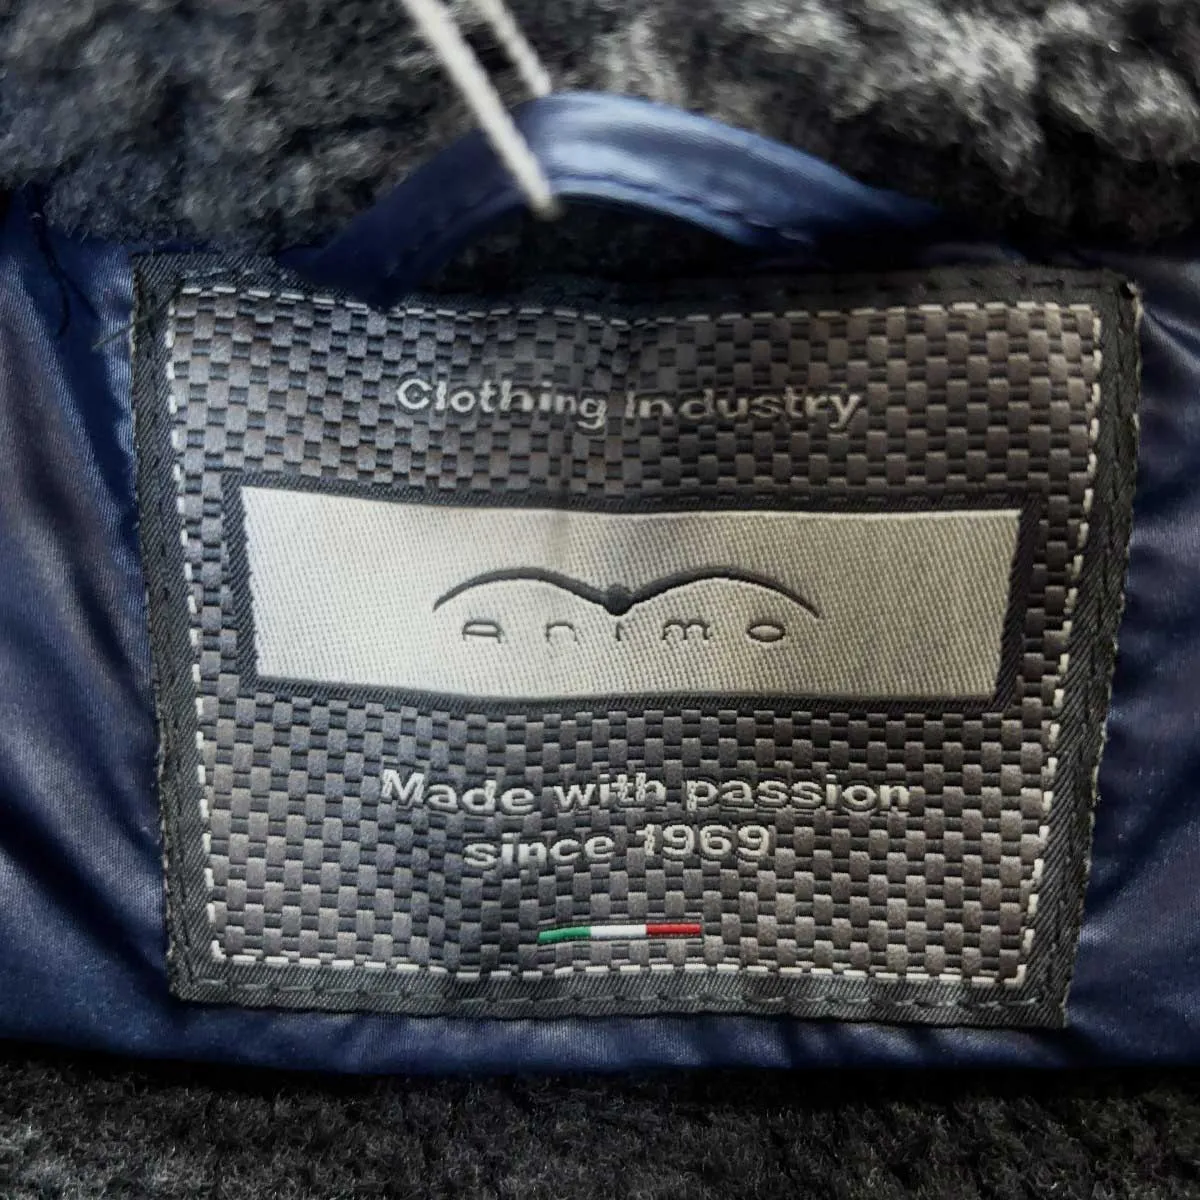 Clothing Industry
Animo
Made with passion
since 1969